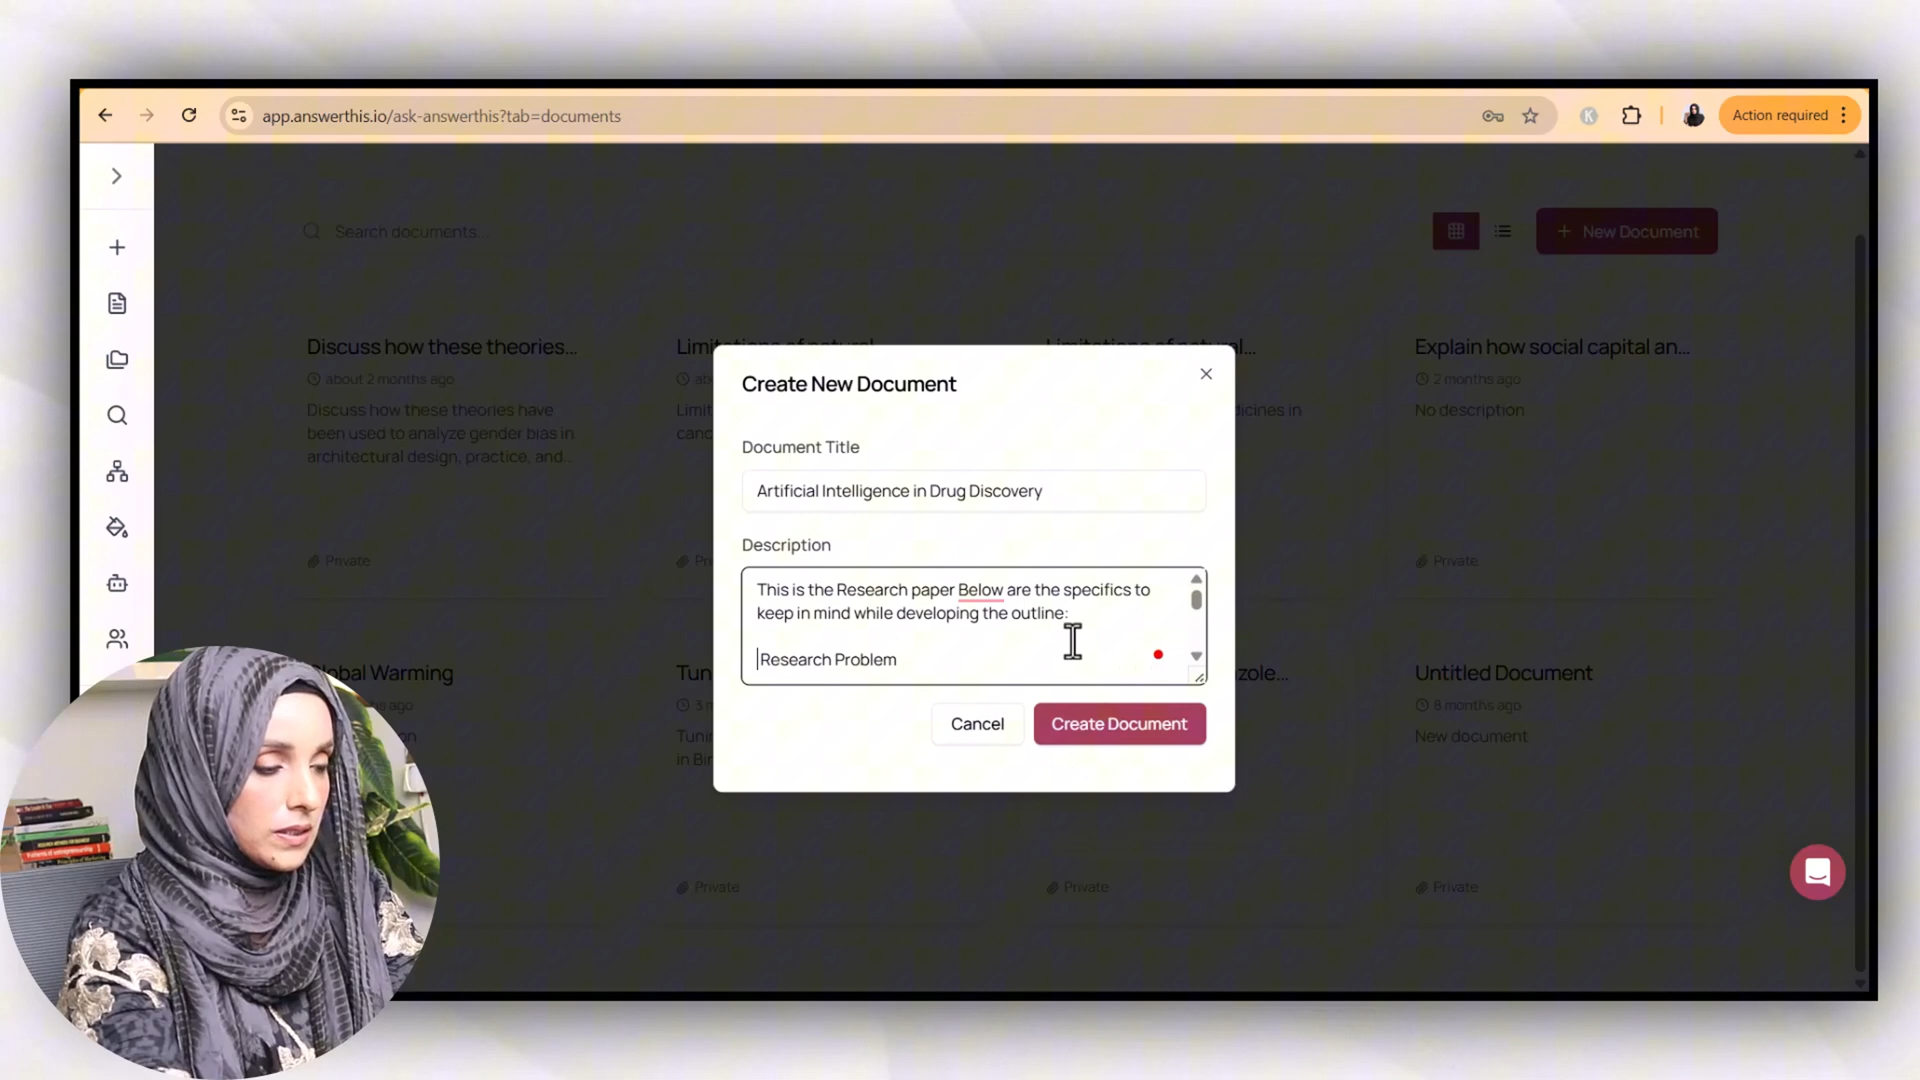 app.answerthis.io/ask-answerthis?tab=documents
Action required
Search documents...
New Document
Discuss how these theories...
about 2 months ago
Discuss how these theories have
been used to analyze gender bias in
architectural design, practice, and..
Private
Explain how social capital an...
2 months ago
No description
Private
Create New Document
Document Title
Artificial Intelligence in Drug Discovery
Description
This is the Research paper Below are the specifics to
keep in mind while developing the outline:
Research Problem
Cancel
Create Document
Warming
Untitled Document
8 months ago
New document
Private
Private
Private
K